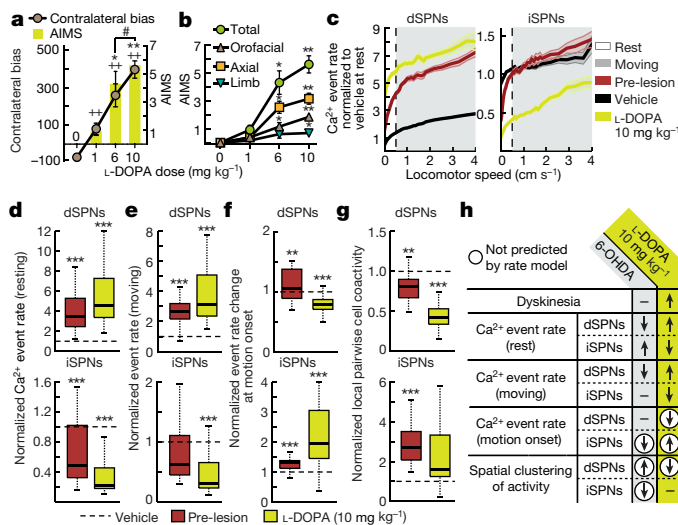 a
Contralateral bias
AIMS
#
500
300
100
0
−100
Contralateral bias
++
*
++
**
++
7
5
3
1
AIMS
0 1 6 10
L-DOPA dose (mg kg−1)
b
Total
Orofacial
Axial
Limb
AIMS
7
5
3
1
0 1 6 10
c
dSPNs
iSPNs
Ca2+ event rate normalized to vehicle at rest
9
7
5
3
1
0 2 4
1.5
1.0
0.5
0 2 4
Locomotor speed (cm s−1)
Rest
Moving
Pre-lesion
Vehicle
L-DOPA
10 mg kg−1
d
dSPNs
Normalized Ca2+ event rate (resting)
12
10
8
6
4
2
0
***
***
iSPNs
1.6
1.2
0.8
0.4
***
***
e
dSPNs
Normalized event rate (moving)
12
10
8
6
4
2
0
***
***
iSPNs
2
1
0
***
f
dSPNs
Normalized event rate change at motion onset
2
1
0
**
***
iSPNs
4
3
2
1
0
***
***
g
dSPNs
Normalized local pairwise cell coactivity
1.5
1.0
0.5
0
**
***
iSPNs
6
5
4
3
2
1
0
***
Vehicle
Pre-lesion
L-DOPA (10 mg kg−1)
h
Not predicted
by rate model
6-OHDA
L-DOPA
10 mg kg−1
Dyskinesia – ↑
Ca2+ event rate
(rest)
dSPNs ↓ ↑
iSPNs ↑ ↓
Ca2+ event rate
(moving)
dSPNs ↓ ↑
iSPNs – ↓
Ca2+ event rate
(motion onset)
dSPNs – ↓
iSPNs ↓ ↑
Spatial clustering
of activity
dSPNs ↑ ↓
iSPNs ↓ –